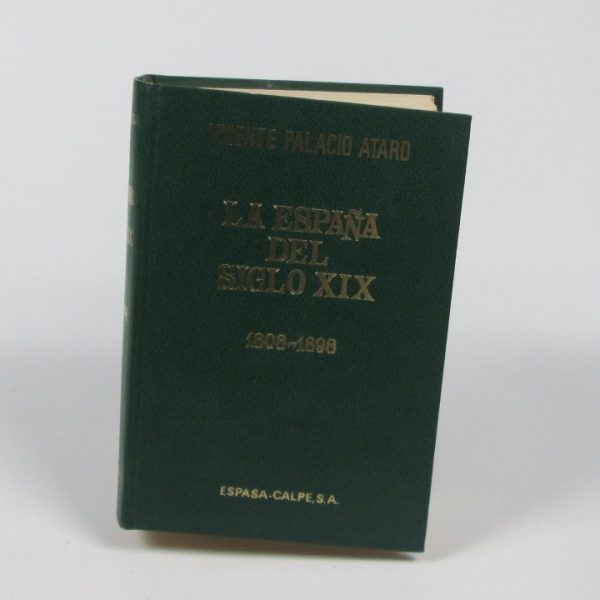 VICENTE PALACIO ATARD
LA ESPAÑA
DEL
SIGLO XIX
1808-1898
ESPASA-CALPE, S.A.